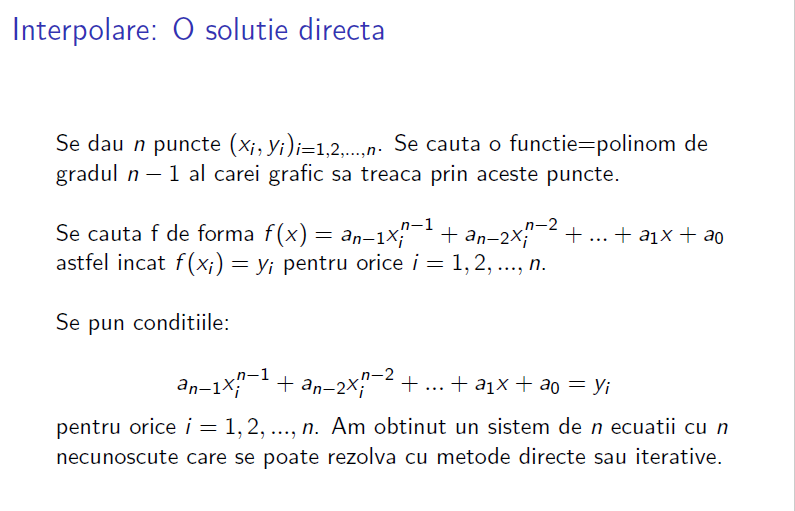 Interpolare: O solutie directa
Se dau n puncte (xᵢ, yᵢ)ᵢ₌₁,₂,...,ₙ. Se cauta o functie=polinom de
gradul n − 1 al carei grafic sa treaca prin aceste puncte.
Se cauta f de forma f(x) = a_{n−1}x_i^{n−1} + a_{n−2}x_i^{n−2} + ... + a_1x + a_0
astfel incat f(x_i) = y_i pentru orice i = 1, 2, ..., n.
Se pun conditiile:
a_{n−1}x_i^{n−1} + a_{n−2}x_i^{n−2} + ... + a_1x + a_0 = y_i
pentru orice i = 1, 2, ..., n. Am obtinut un sistem de n ecuatii cu n
necunoscute care se poate rezolva cu metode directe sau iterative.